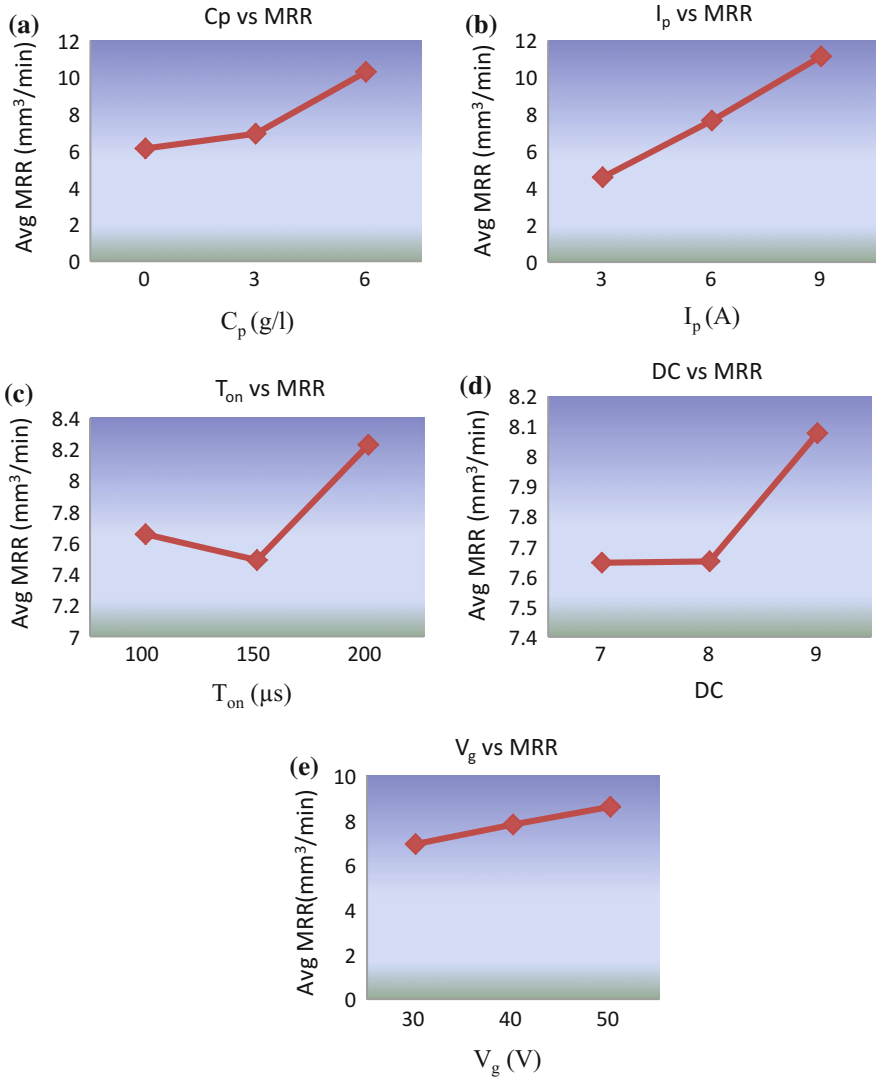 (a)
Cp vs MRR
Avg MRR (mm³/min)
12
10
8
6
4
2
0
0 3 6
Cₚ (g/l)
(b)
Iₚ vs MRR
Avg MRR (mm³/min)
12
10
8
6
4
2
0
3 6 9
Iₚ (A)
(c)
Tₒₙ vs MRR
Avg MRR (mm³/min)
8.4
8.2
8
7.8
7.6
7.4
7.2
7
100 150 200
Tₒₙ (µs)
(d)
DC vs MRR
Avg MRR (mm³/min)
8.2
8.1
8
7.9
7.8
7.7
7.6
7.5
7.4
7 8 9
DC
(e)
V_g vs MRR
Avg MRR(mm³/min)
10
8
6
4
2
0
30 40 50
V_g (V)